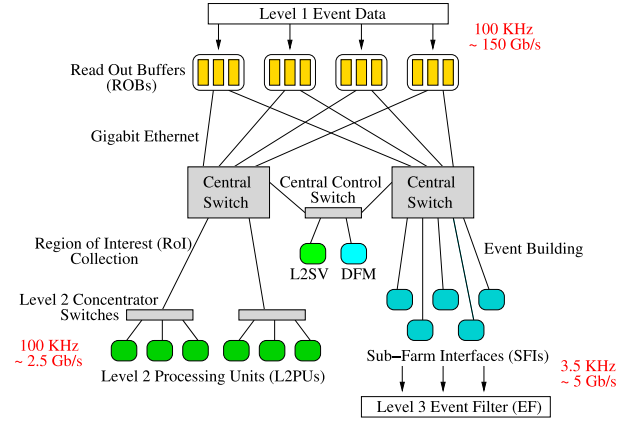 Level 1 Event Data
100 KHz
~ 150 Gb/s
Read Out Buffers
(ROBs)
Gigabit Ethernet
Central
Switch
Central Control
Switch
Central
Switch
Region of Interest (RoI)
Collection
L2SV
DFM
Event Building
Level 2 Concentrator
Switches
100 KHz
~ 2.5 Gb/s
Level 2 Processing Units (L2PUs)
Sub−Farm Interfaces (SFIs)
3.5 KHz
~ 5 Gb/s
Level 3 Event Filter (EF)